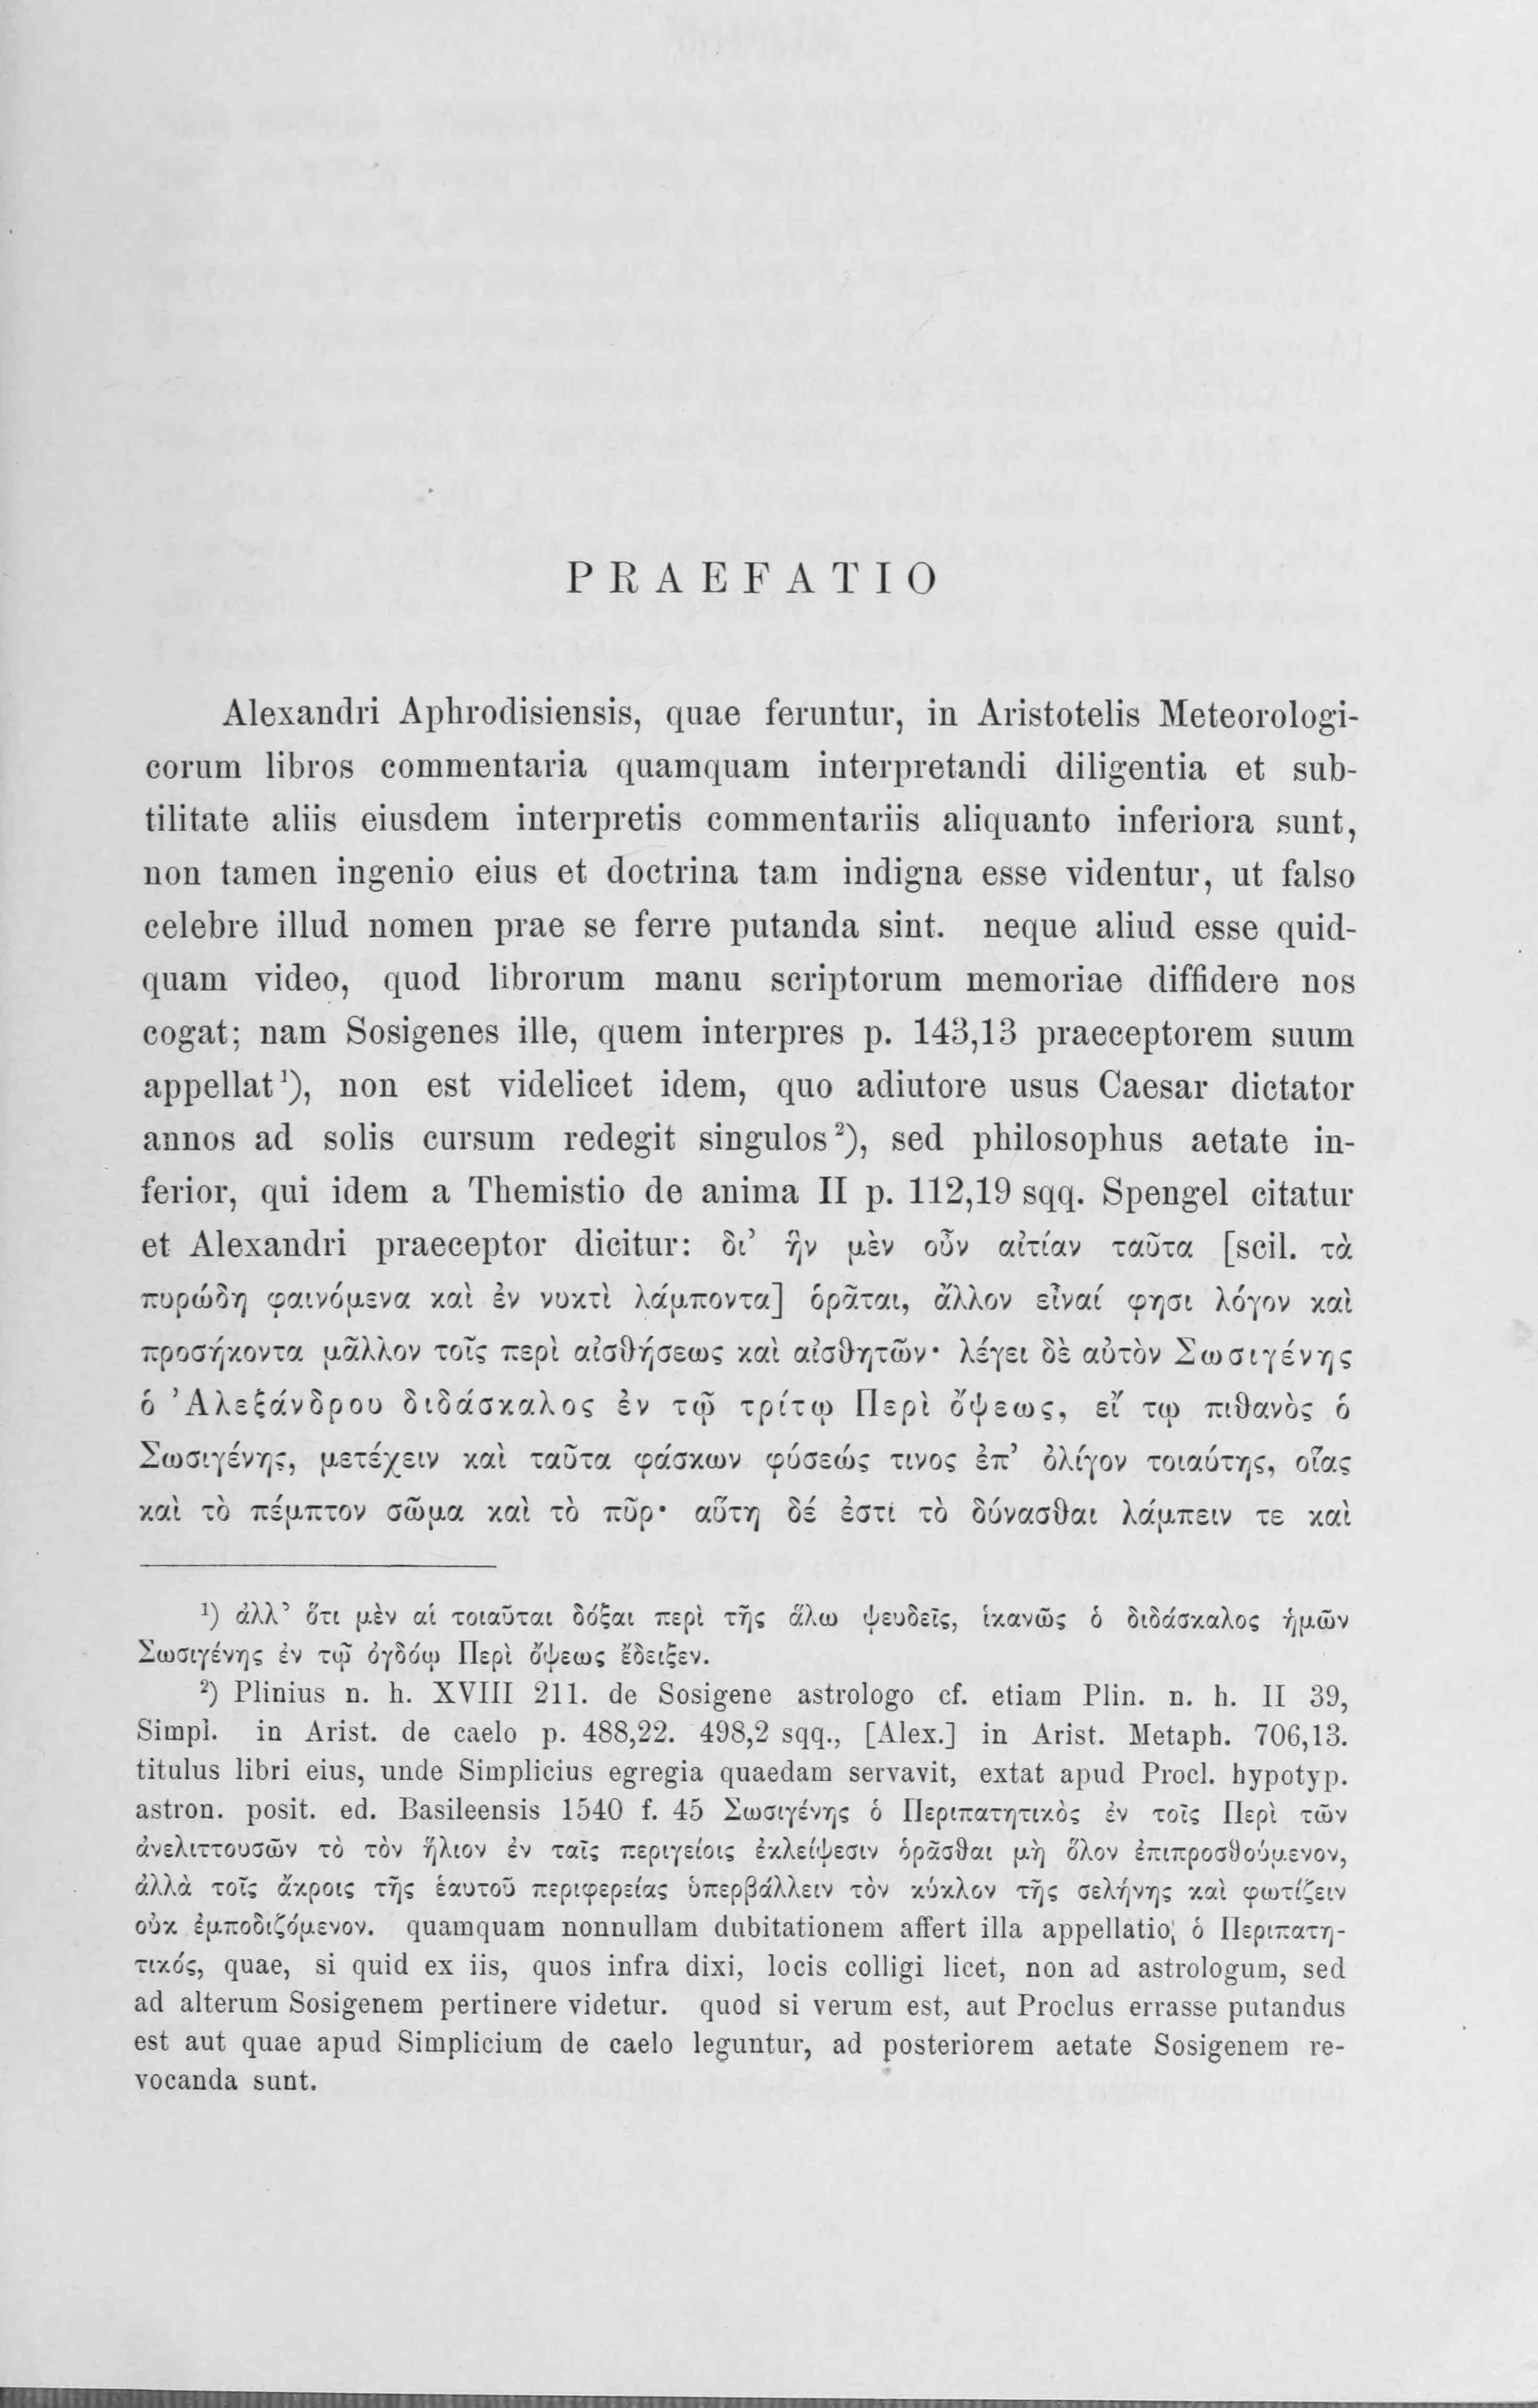 PRAEFATIO
Alexandri Aphrodisiensis, quae feruntur, in Aristotelis Meteorologi-
corum libros commentaria quamquam interpretandi diligentia et sub-
tilitate aliis eiusdem interpretis commentariis aliquanto inferiora sunt,
non tamen ingenio eius et doctrina tam indigna esse videntur, ut falso
celebre illud nomen prae se ferre putanda sint. neque aliud esse quid-
quam video, quod librorum manu scriptorum memoriae diffidere nos
cogat; nam Sosigenes ille, quem interpres p. 143,13 praeceptorem suum
appellat¹), non est videlicet idem, quo adiutore usus Caesar dictator
annos ad solis cursum redegit singulos²), sed philosophus aetate in-
ferior, qui idem a Themistio de anima II p. 112,19 sqq. Spengel citatur
et Alexandri praeceptor dicitur: δι’ ἣν μὲν οὖν αἰτίαν ταῦτα [scil. τὰ
πυρώδη φαινόμενα καὶ ἐν νυκτὶ λάμποντα] ὁρᾶται, ἄλλον εἶναί φησι λόγον καὶ
προσήκοντα μᾶλλον τοῖς περὶ αἰσθήσεως καὶ αἰσθητῶν· λέγει δὲ αὐτὸν Σωσιγένης
ὁ Ἀλεξάνδρου διδάσκαλος ἐν τῷ τρίτῳ Περὶ ὄψεως, εἴ τῳ πιθανὸς ὁ
Σωσιγένης, μετέχειν καὶ ταῦτα φάσκων φύσεώς τινος ἐπ’ ὀλίγον τοιαύτης, οἵας
καὶ τὸ πέμπτον σῶμα καὶ τὸ πῦρ· αὕτη δέ ἐστι τὸ δύνασθαι λάμπειν τε καὶ
¹) ἀλλ’ ὅτι μὲν αἱ τοιαῦται δόξαι περὶ τῆς ἅλω ψευδεῖς, ἱκανῶς ὁ διδάσκαλος ἡμῶν
Σωσιγένης ἐν τῷ ὀγδόῳ Περὶ ὄψεως ἔδειξεν.
²) Plinius n. h. XVIII 211. de Sosigene astrologo cf. etiam Plin. n. h. II 39,
Simpl. in Arist. de caelo p. 488,22. 498,2 sqq., [Alex.] in Arist. Metaph. 706,13.
titulus libri eius, unde Simplicius egregia quaedam servavit, extat apud Procl. hypotyp.
astron. posit. ed. Basileensis 1540 f. 45 Σωσιγένης ὁ Περιπατητικὸς ἐν τοῖς Περὶ τῶν
ἀνελιττουσῶν τὸ τὸν ἥλιον ἐν ταῖς περιγείοις ἐκλείψεσιν ὁρᾶσθαι μὴ ὅλον ἐπιπροσθούμενον,
ἀλλὰ τοῖς ἄκροις τῆς ἑαυτοῦ περιφερείας ὑπερβάλλειν τὸν κύκλον τῆς σελήνης καὶ φωτίζειν
οὐκ ἐμποδιζόμενον. quamquam nonnullam dubitationem affert illa appellatio, ὁ Περιπατη-
τικός, quae, si quid ex iis, quos infra dixi, locis colligi licet, non ad astrologum, sed
ad alterum Sosigenem pertinere videtur. quod si verum est, aut Proclus errasse putandus
est aut quae apud Simplicium de caelo leguntur, ad posteriorem aetate Sosigenem re-
vocanda sunt.